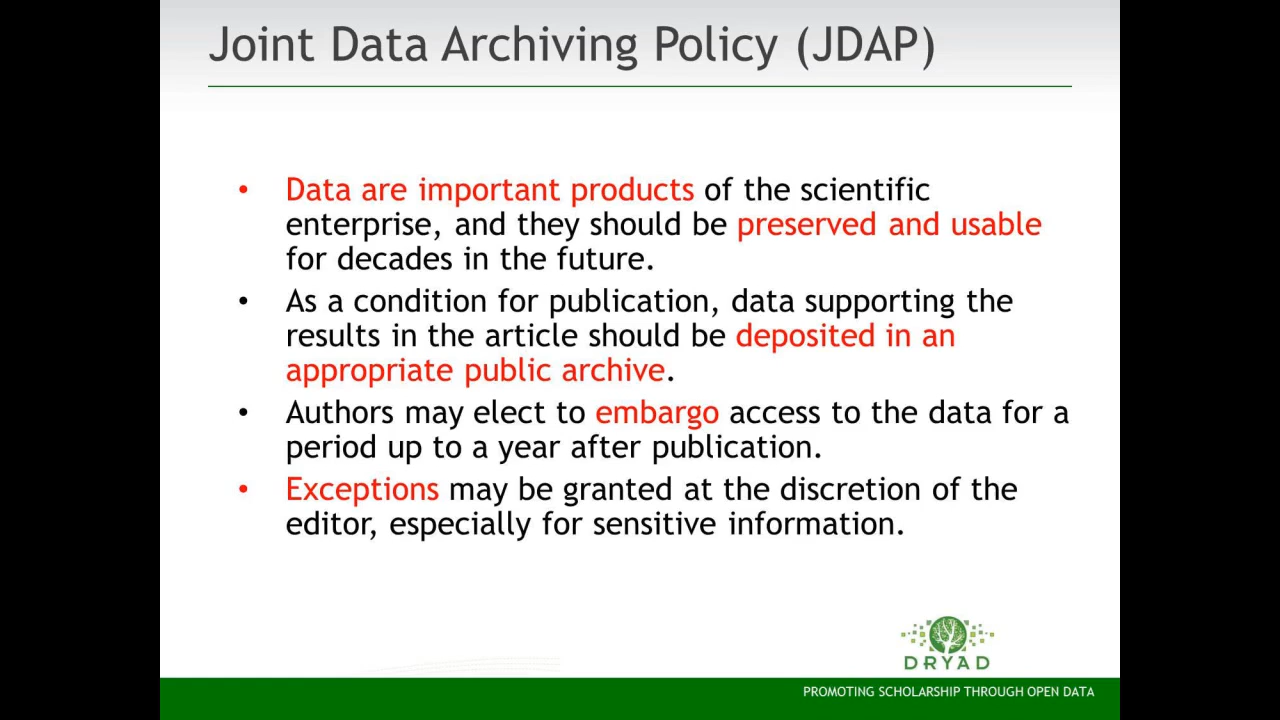 Joint Data Archiving Policy (JDAP)
• Data are important products of the scientific
enterprise, and they should be preserved and usable
for decades in the future.
• As a condition for publication, data supporting the
results in the article should be deposited in an
appropriate public archive.
• Authors may elect to embargo access to the data for a
period up to a year after publication.
• Exceptions may be granted at the discretion of the
editor, especially for sensitive information.
DRYAD
PROMOTING SCHOLARSHIP THROUGH OPEN DATA